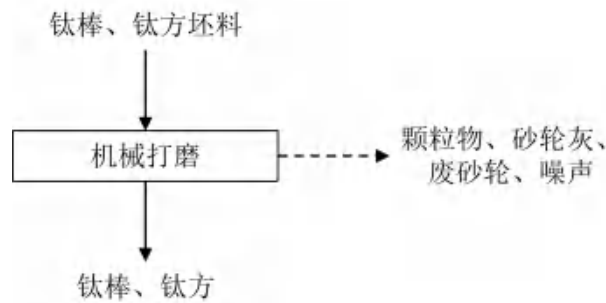 钛棒、钛方坯料
机械打磨
颗粒物、砂轮灰、
废砂轮、噪声
钛棒、钛方